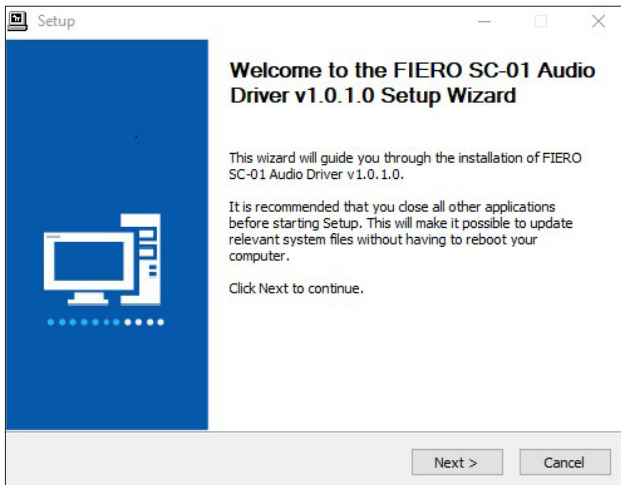 Setup
Welcome to the FIERO SC-01 Audio
Driver v1.0.1.0 Setup Wizard
This wizard will guide you through the installation of FIERO
SC-01 Audio Driver v1.0.1.0.
It is recommended that you close all other applications
before starting Setup. This will make it possible to update
relevant system files without having to reboot your
computer.
Click Next to continue.
Next >
Cancel